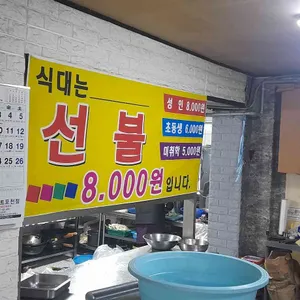 식대는
선불
8.000원입니다.
성인 8.000원
초등생 6.000원
미취학 5.000원